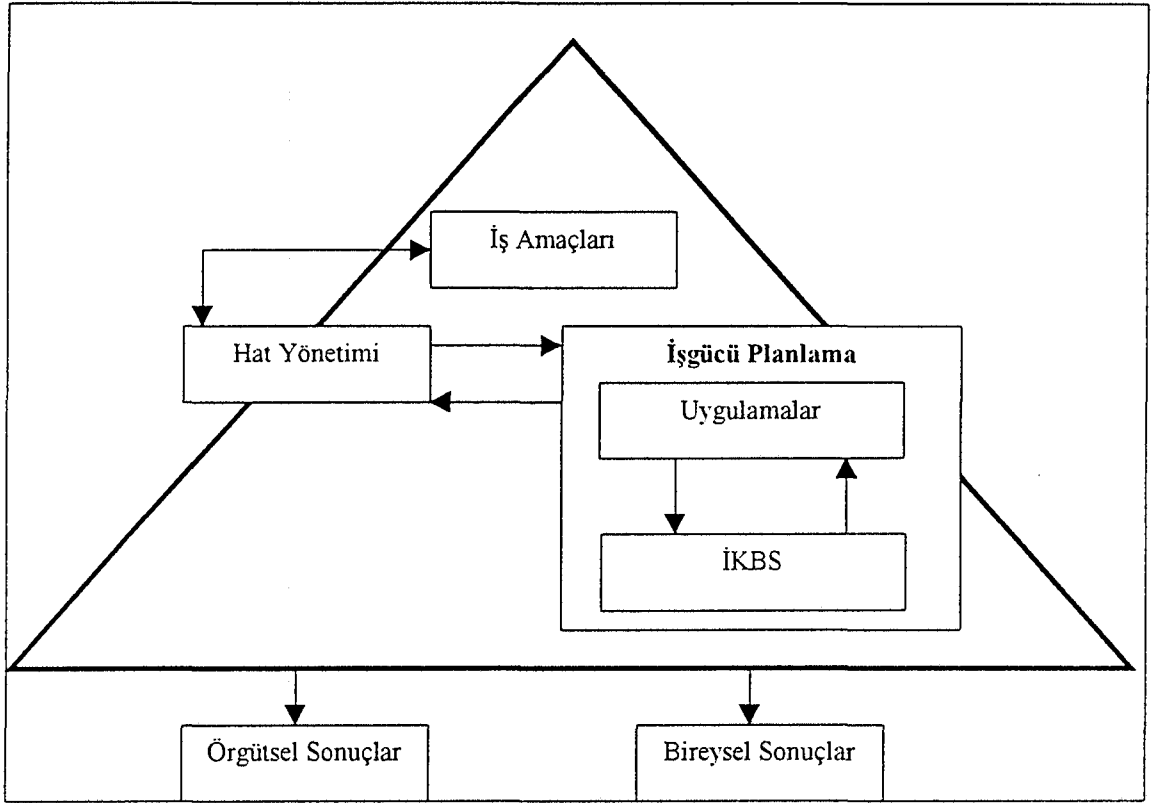 İş Amaçları
Hat Yönetimi
İşgücü Planlama
Uygulamalar
İKBS
Örgütsel Sonuçlar
Bireysel Sonuçlar